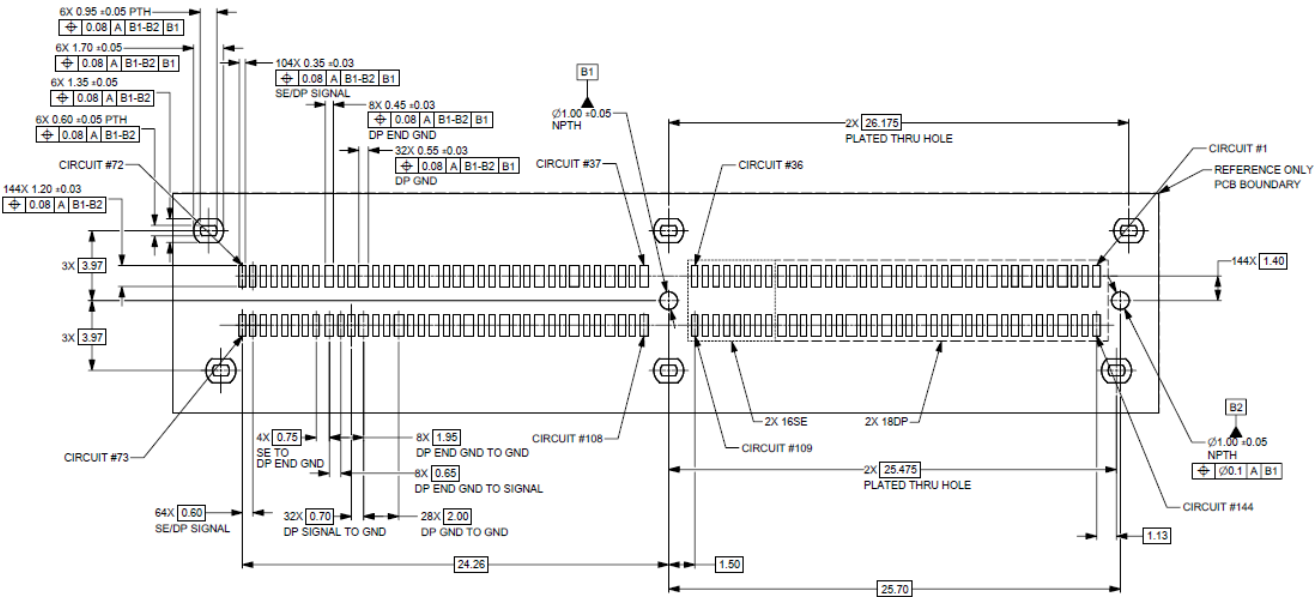 6X 0.95 ±0.05 PTH
⌖ 0.08 A B1-B2 B1
6X 1.70 ±0.05
⌖ 0.08 A B1-B2 B1
6X 1.35 ±0.05
⌖ 0.08 A B1-B2
6X 0.60 ±0.05 PTH
⌖ 0.08 A B1-B2
CIRCUIT #72
144X 1.20 ±0.03
⌖ 0.08 A B1-B2
104X 0.35 ±0.03
⌖ 0.08 A B1-B2 B1
SE/DP SIGNAL
8X 0.45 ±0.03
⌖ 0.08 A B1-B2 B1
DP END GND
32X 0.55 ±0.03
⌖ 0.08 A B1-B2 B1
DP GND
B1
Ø1.00 ±0.05
NPTH
CIRCUIT #37
2X 26.175
PLATED THRU HOLE
CIRCUIT #36
CIRCUIT #1
REFERENCE ONLY
PCB BOUNDARY
3X 3.97
144X 1.40
3X 3.97
2X 16SE
2X 18DP
B2
Ø1.00 ±0.05
NPTH
⌖ Ø0.1 A B1
CIRCUIT #73
4X 0.75
SE TO
DP END GND
8X 1.95
DP END GND TO GND
CIRCUIT #108
CIRCUIT #109
8X 0.65
DP END GND TO SIGNAL
2X 25.475
PLATED THRU HOLE
64X 0.60
SE/DP SIGNAL
32X 0.70
DP SIGNAL TO GND
28X 2.00
DP GND TO GND
CIRCUIT #144
1.13
24.26
1.50
25.70